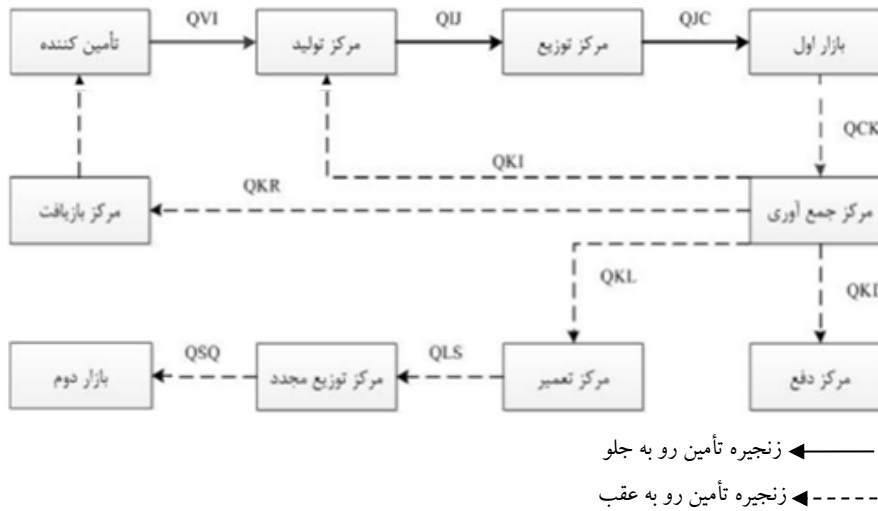 QVI
QIJ
QJC
تأمین کننده
مرکز تولید
مرکز توزیع
بازار اول
QCK
QKI
QKR
مرکز بازیافت
مرکز جمع آوری
QKL
QKD
QSQ
QLS
بازار دوم
مرکز توزیع مجدد
مرکز تعمیر
مرکز دفع
زنجیره تأمین رو به جلو
زنجیره تأمین رو به عقب